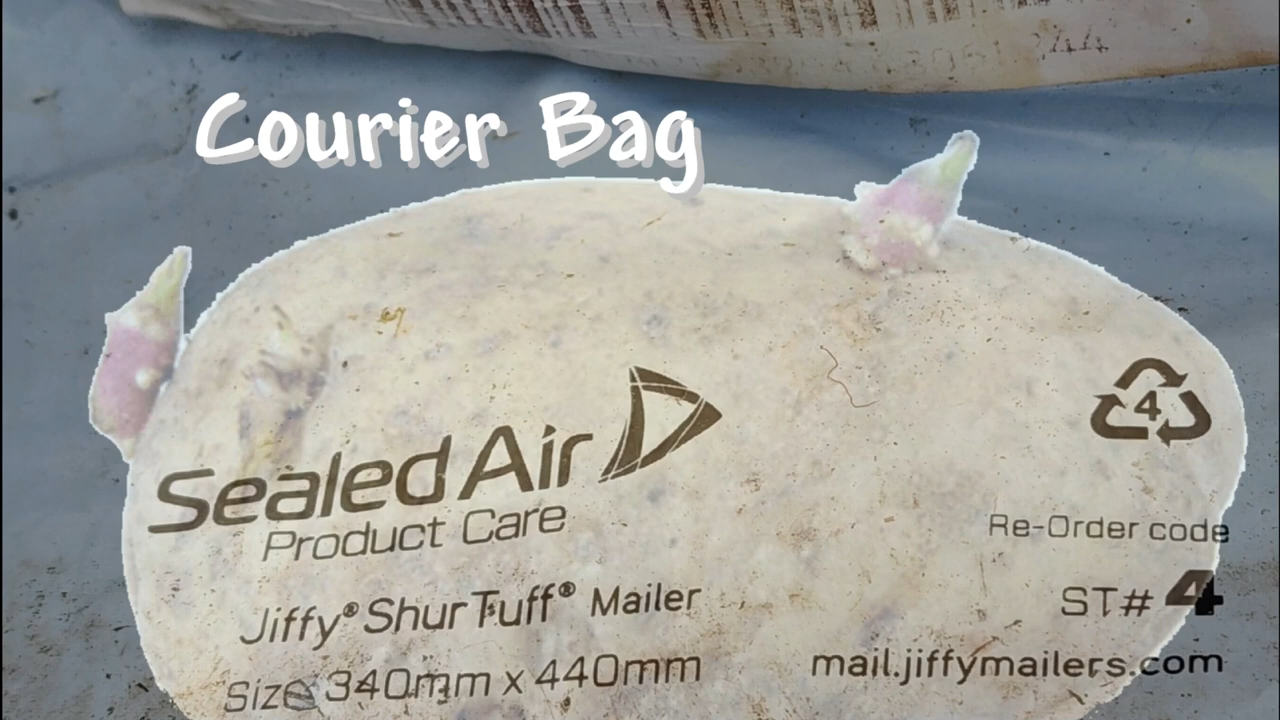 Courier Bag
Sealed Air
Product Care
4
Re-Order code
Jiffy® ShurTuff® Mailer
ST# 4
Size 340mm x 440mm
mail.jiffymailers.com